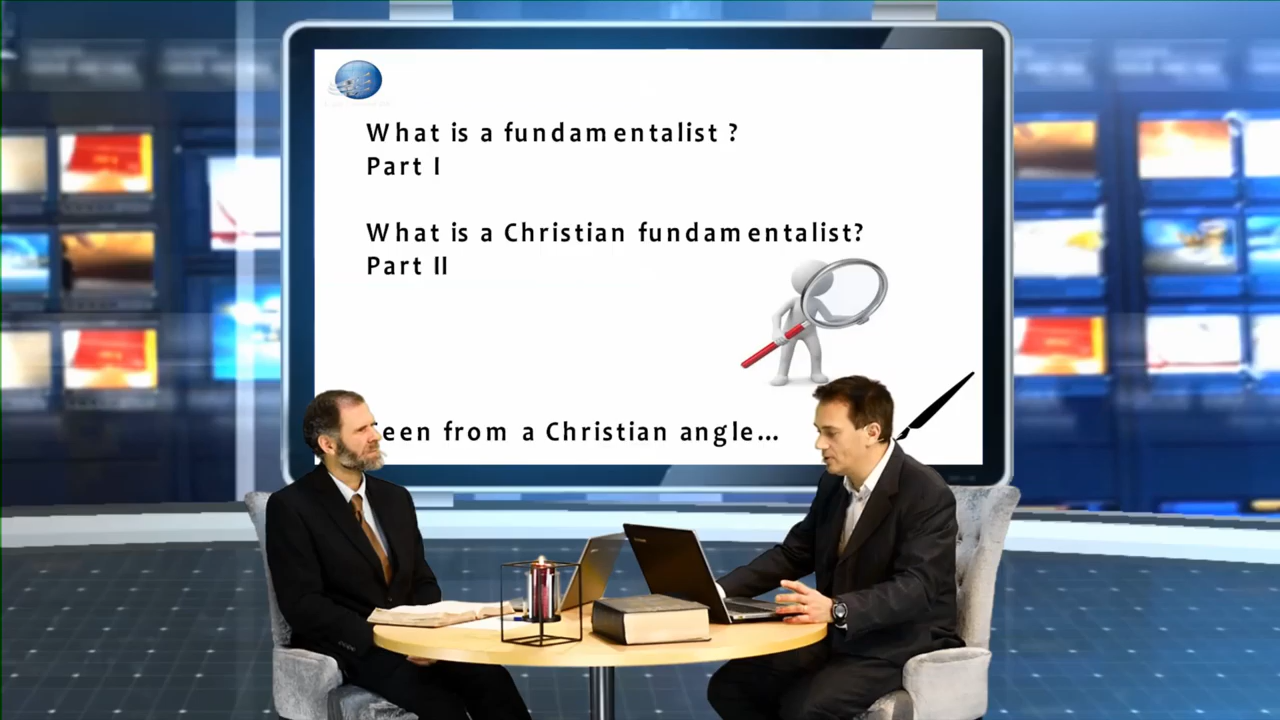 What is a fundamentalist ?
Part I
What is a Christian fundamentalist?
Part II
een from a Christian angle...